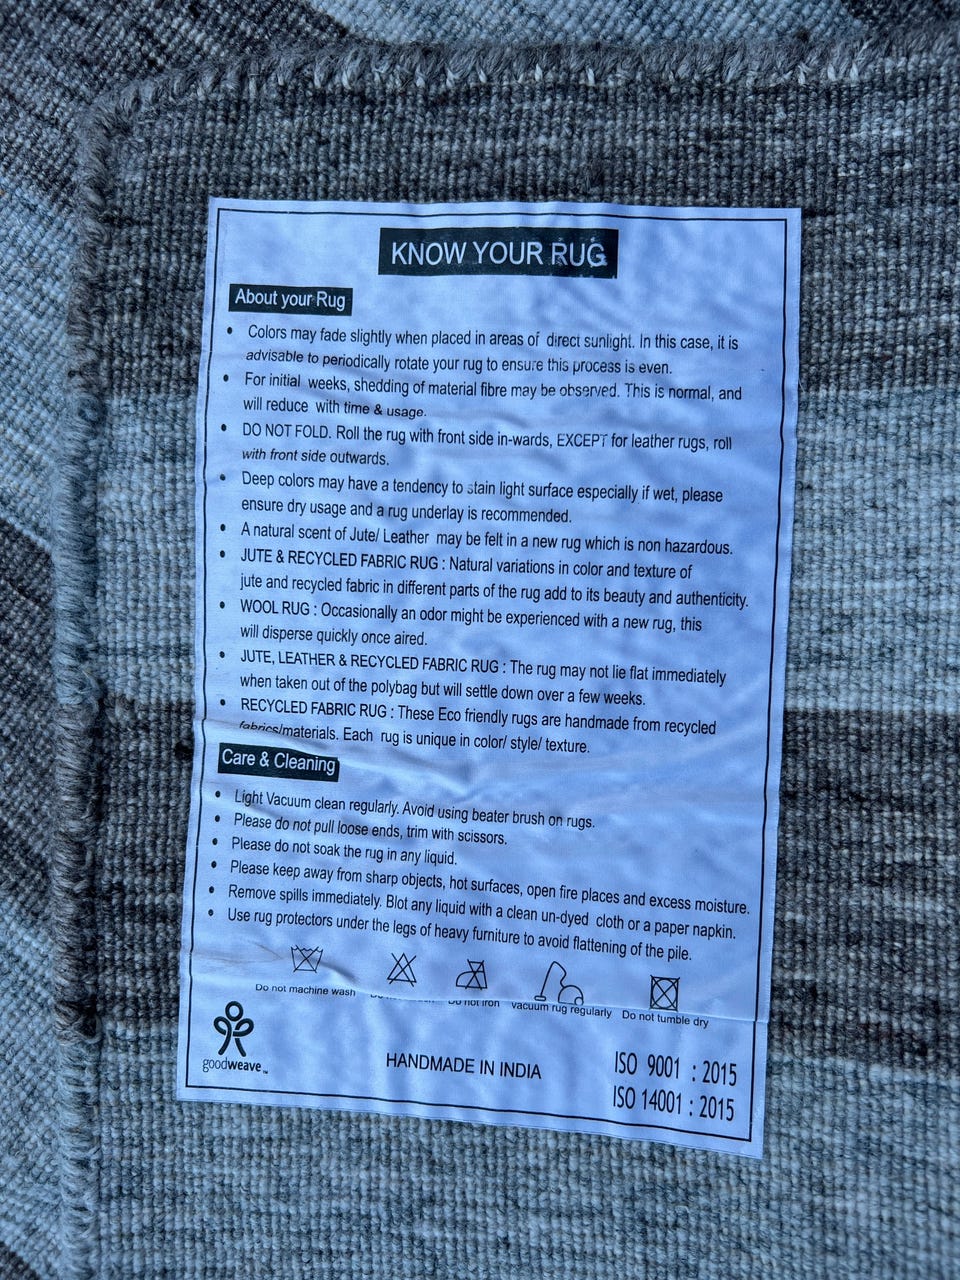 KNOW YOUR RUG
About your Rug
• Colors may fade slightly when placed in areas of direct sunlight. In this case, it is
advisable to periodically rotate your rug to ensure this process is even.
• For initial weeks, shedding of material fibre may be observed. This is normal, and
will reduce with time & usage.
• DO NOT FOLD. Roll the rug with front side in-wards, EXCEPT for leather rugs, roll
with front side outwards.
• Deep colors may have a tendency to stain light surface especially if wet, please
ensure dry usage and a rug underlay is recommended.
• A natural scent of Jute/ Leather may be felt in a new rug which is non hazardous.
• JUTE & RECYCLED FABRIC RUG : Natural variations in color and texture of
jute and recycled fabric in different parts of the rug add to its beauty and authenticity.
• WOOL RUG : Occasionally an odor might be experienced with a new rug, this
will disperse quickly once aired.
• JUTE, LEATHER & RECYCLED FABRIC RUG : The rug may not lie flat immediately
when taken out of the polybag but will settle down over a few weeks.
• RECYCLED FABRIC RUG : These Eco friendly rugs are handmade from recycled
fabrics/materials. Each rug is unique in color/ style/ texture.
Care & Cleaning
• Light Vacuum clean regularly. Avoid using beater brush on rugs.
• Please do not pull loose ends, trim with scissors.
• Please do not soak the rug in any liquid.
• Please keep away from sharp objects, hot surfaces, open fire places and excess moisture.
• Remove spills immediately. Blot any liquid with a clean un-dyed cloth or a paper napkin.
• Use rug protectors under the legs of heavy furniture to avoid flattening of the pile.
Do not machine wash Do not iron Vacuum rug regularly Do not tumble dry
goodweave™ HANDMADE IN INDIA
ISO 9001 : 2015
ISO 14001 : 2015